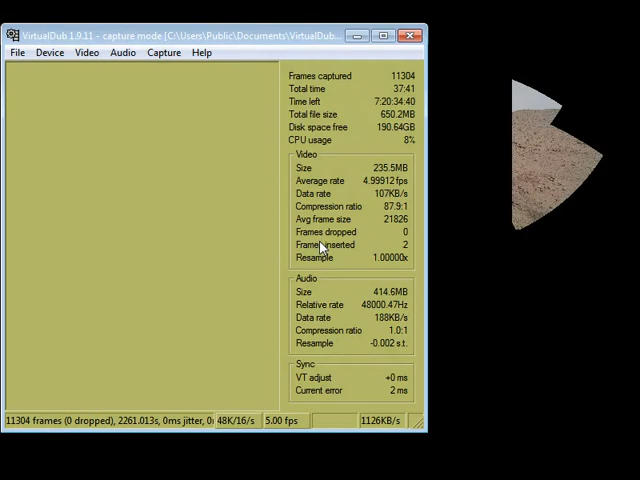 VirtualDub 1.9.11 - capture mode [C:\Users\Public\Documents\VirtualDub...
File Device Video Audio Capture Help
Frames captured 11304
Total time 37:41
Time left 7:20:34:40
Total file size 650.2MB
Disk space free 190.64GB
CPU usage 8%
Video
Size 235.5MB
Average rate 4.99912 fps
Data rate 107KB/s
Compression ratio 87.9:1
Avg frame size 21826
Frames dropped 0
Frames inserted 2
Resample 1.00000x
Audio
Size 414.6MB
Relative rate 48000.47Hz
Data rate 188KB/s
Compression ratio 1.0:1
Resample -0.002 s.t.
Sync
VT adjust +0 ms
Current error 2 ms
11304 frames (0 dropped), 2261.013s, 0ms jitter, 0 48K/16/s 5.00 fps 1126KB/s